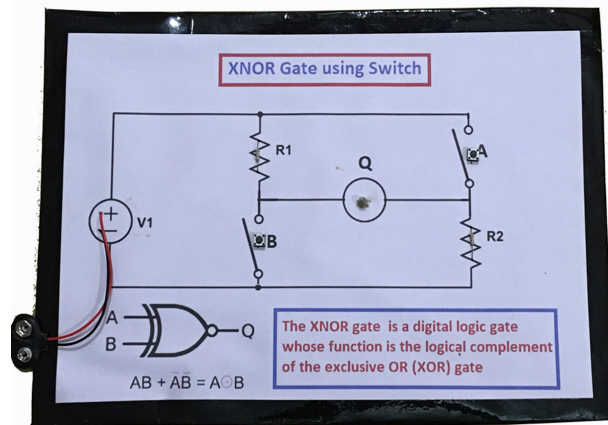 XNOR Gate using Switch
R1
A
Q
V1
B
R2
A
B
Q
AB + A̅B̅ = A⊙B
The XNOR gate is a digital logic gate
whose function is the logical complement
of the exclusive OR (XOR) gate